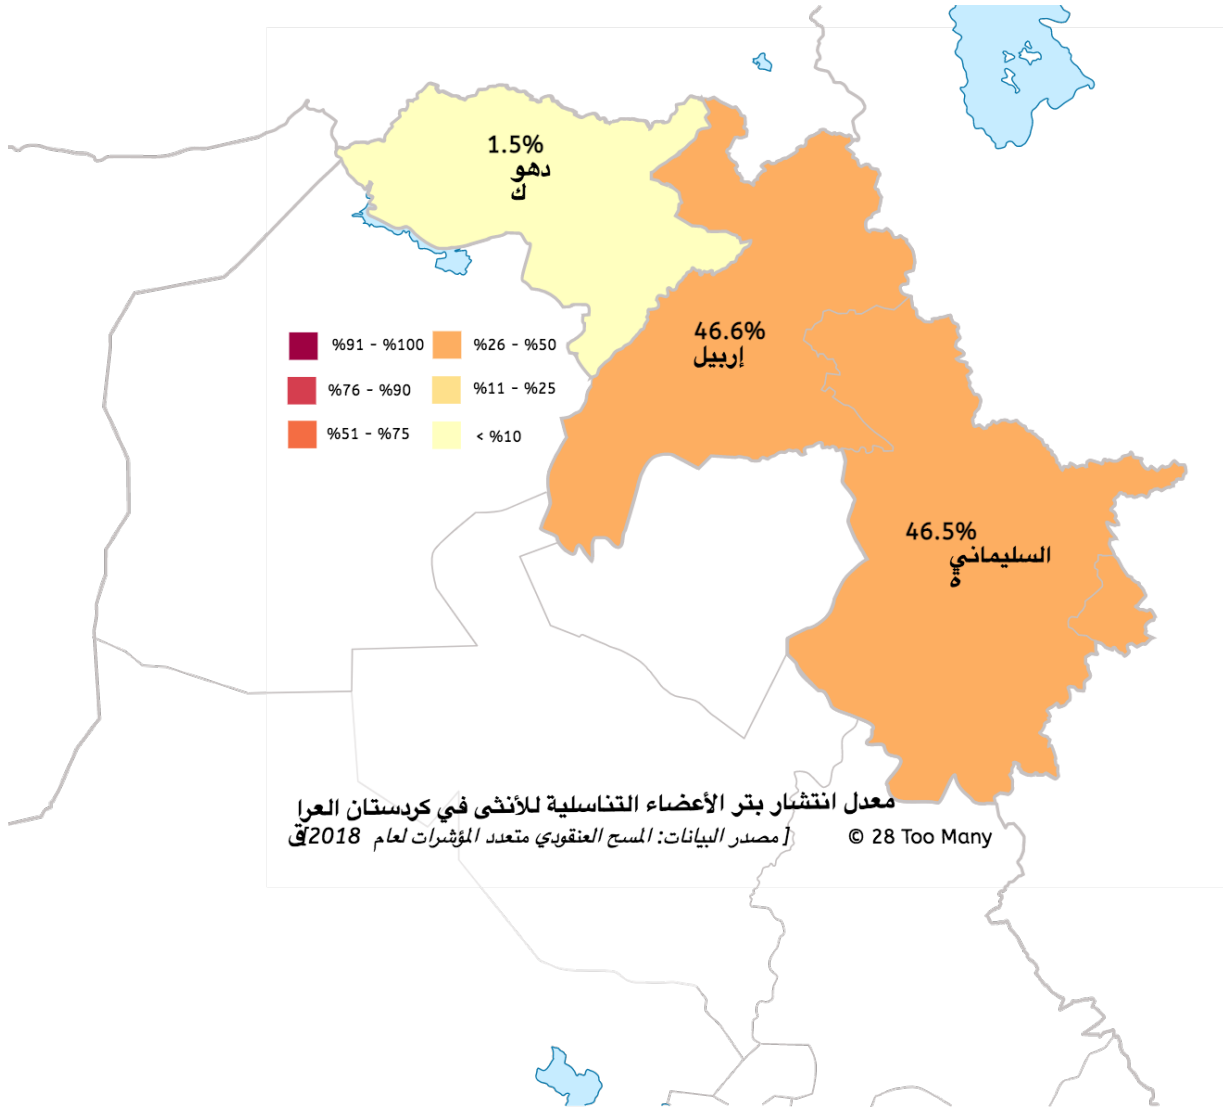 1.5%
دهو
ك
46.6%
إربيل
%91 - %100
%26 - %50
%76 - %90
%11 - %25
%51 - %75
< %10
46.5%
السليماني
ة
معدل انتشار بتر الأعضاء التناسلية للأنثى في كردستان العرا
ق
[مصدر البيانات: المسح العنقودي متعدد المؤشرات لعام 2018]
© 28 Too Many